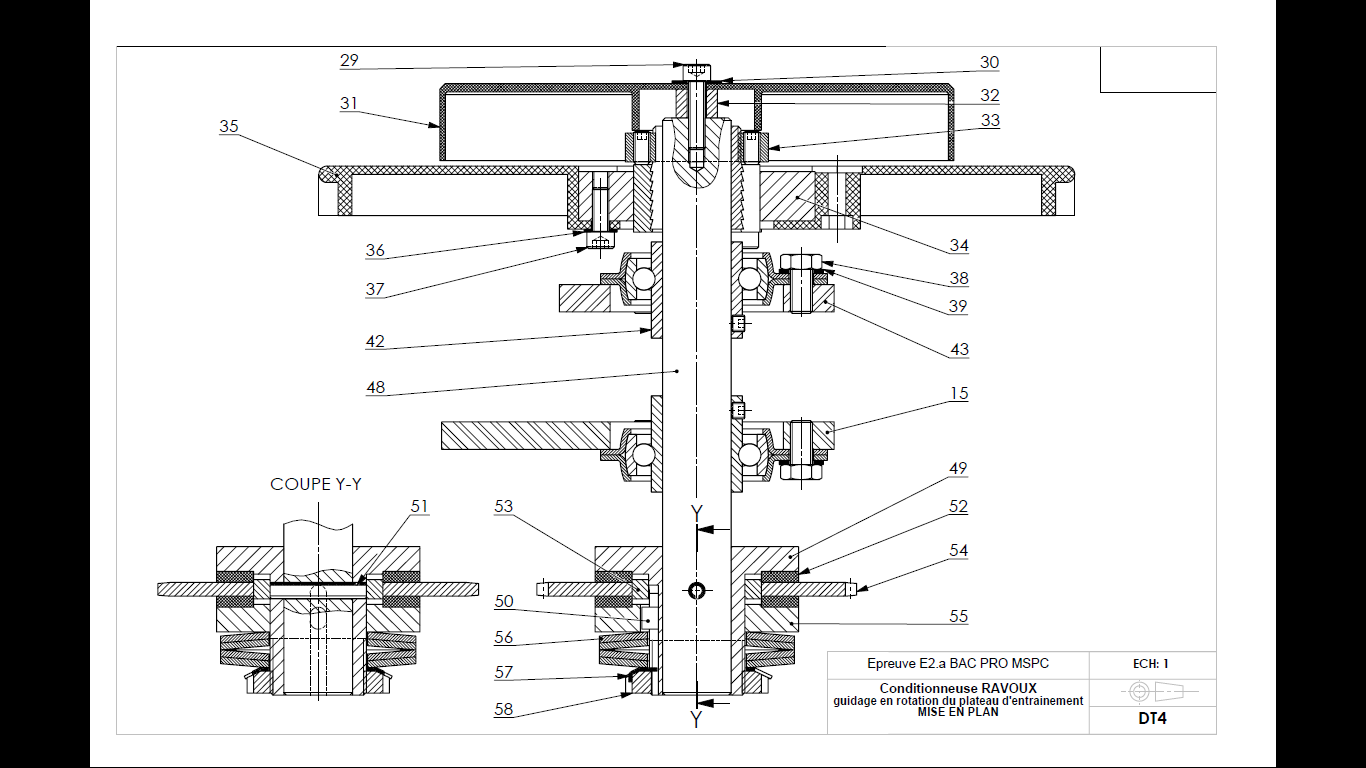 29
30
31
32
33
35
36
34
37
38
39
42
43
48
15
COUPE Y-Y
49
51
53
Y
52
54
50
55
56
57
58
Y
Epreuve E2.a BAC PRO MSPC
ECH: 1
Conditionneuse RAVOUX
guidage en rotation du plateau d'entrainement
MISE EN PLAN
DT4